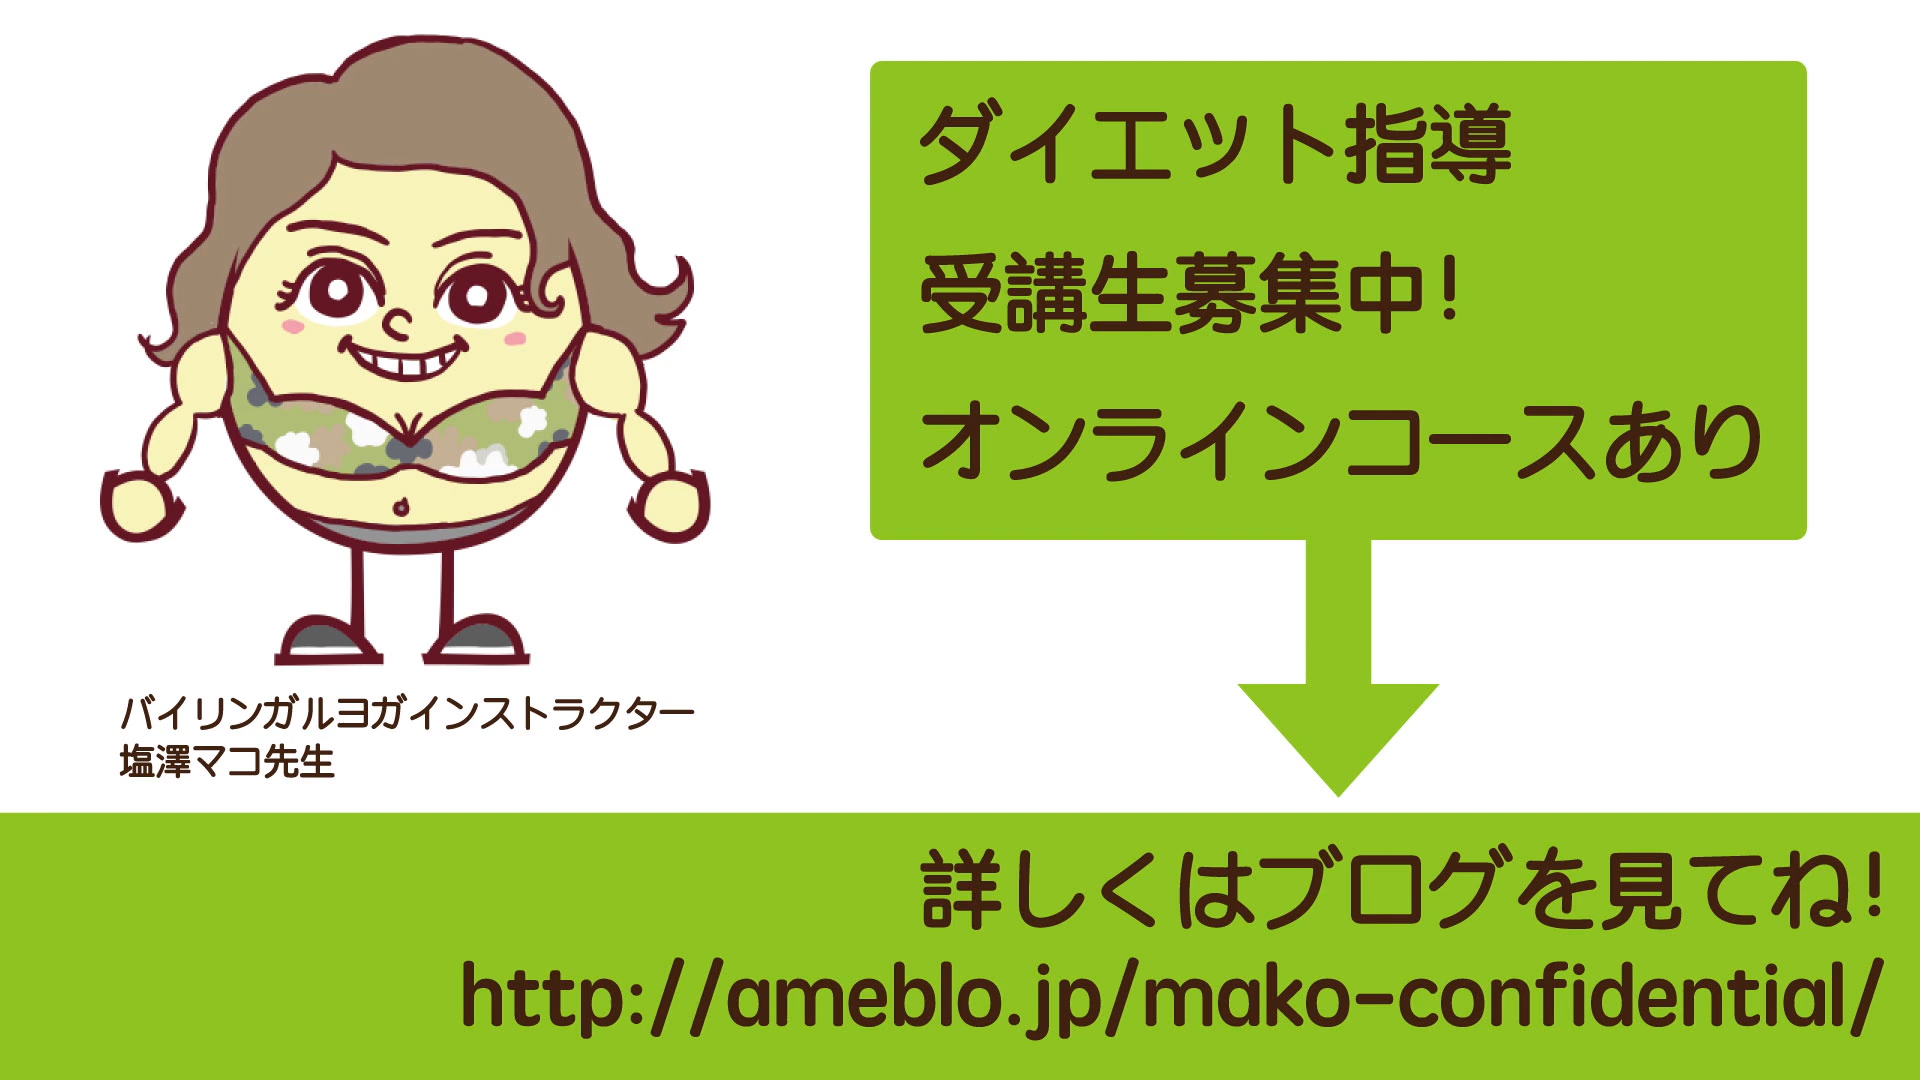 ダイエット指導
受講生募集中!
オンラインコースあり
バイリンガルヨガインストラクター
塩澤マコ先生
詳しくはブログを見てね!
http://ameblo.jp/mako-confidential/